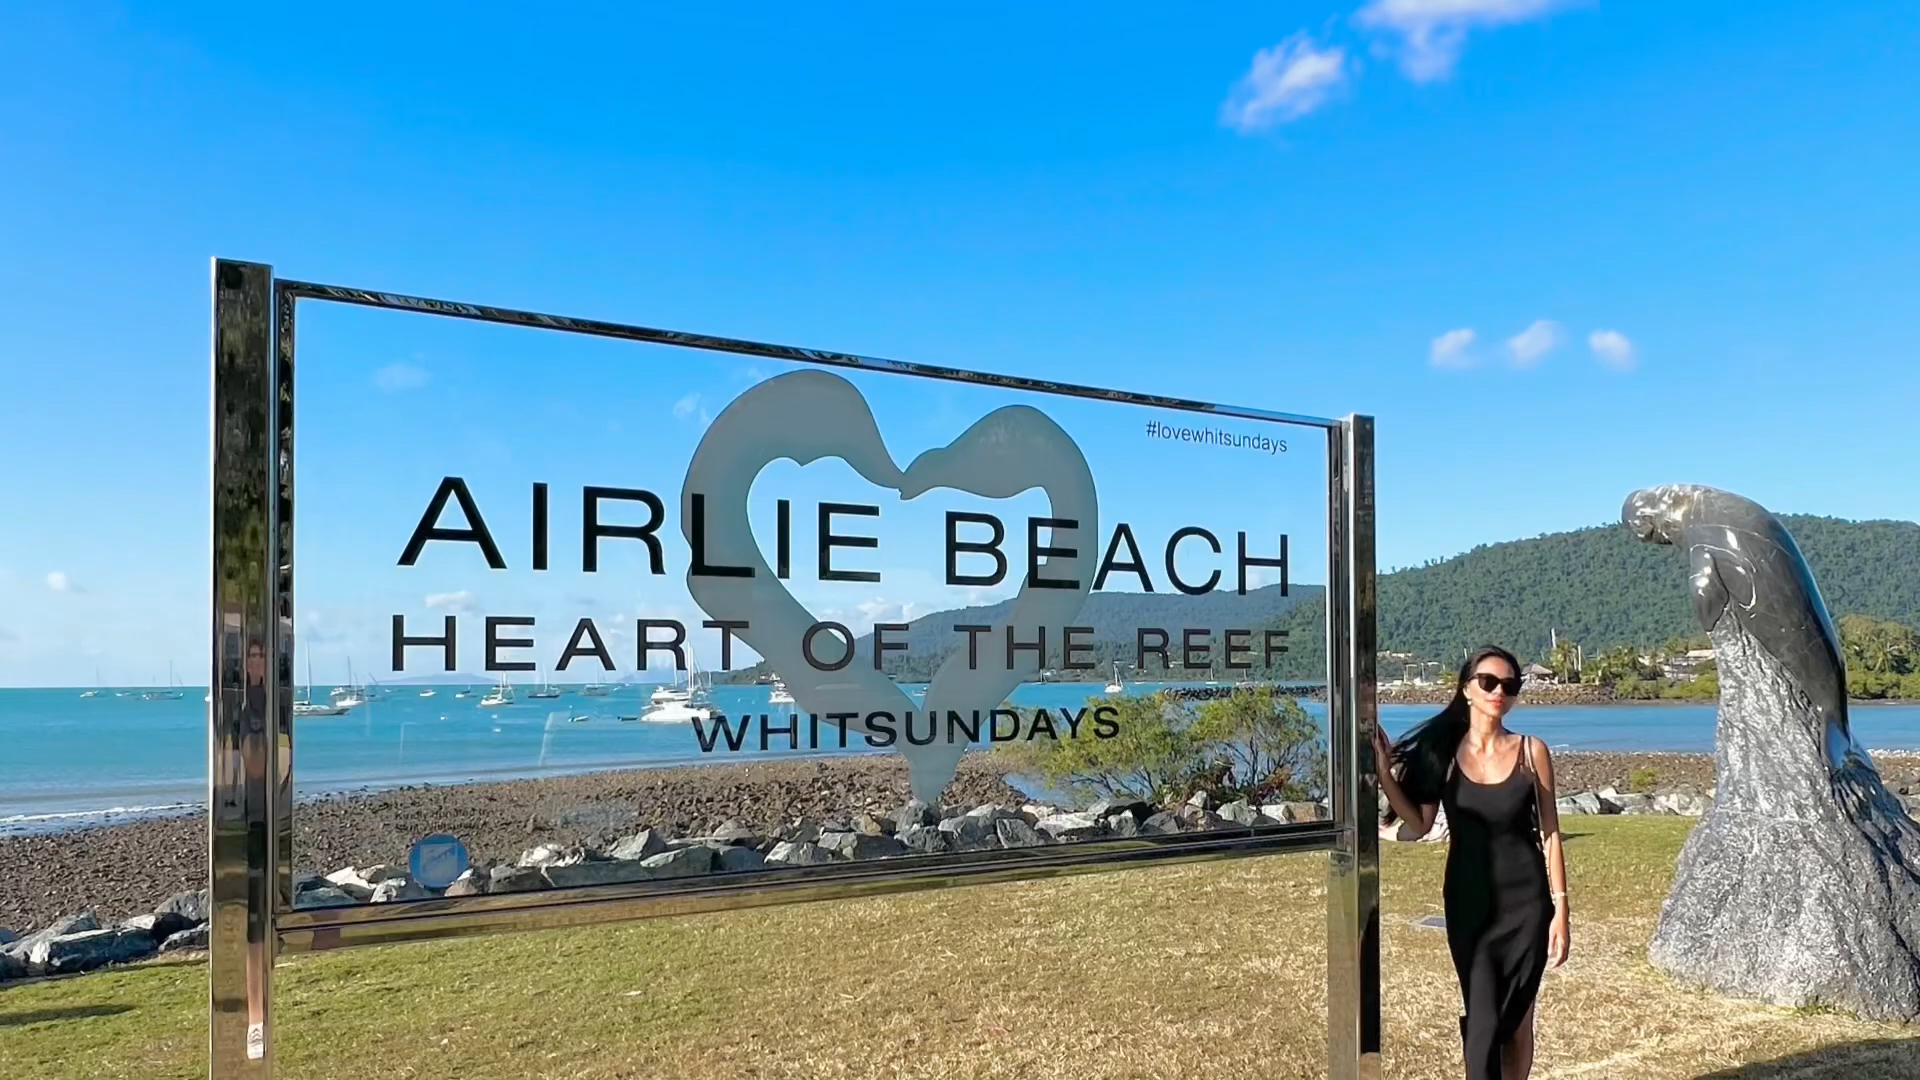 #lovewhitsundays
AIRLIE BEACH
HEART OF THE REEF
WHITSUNDAYS